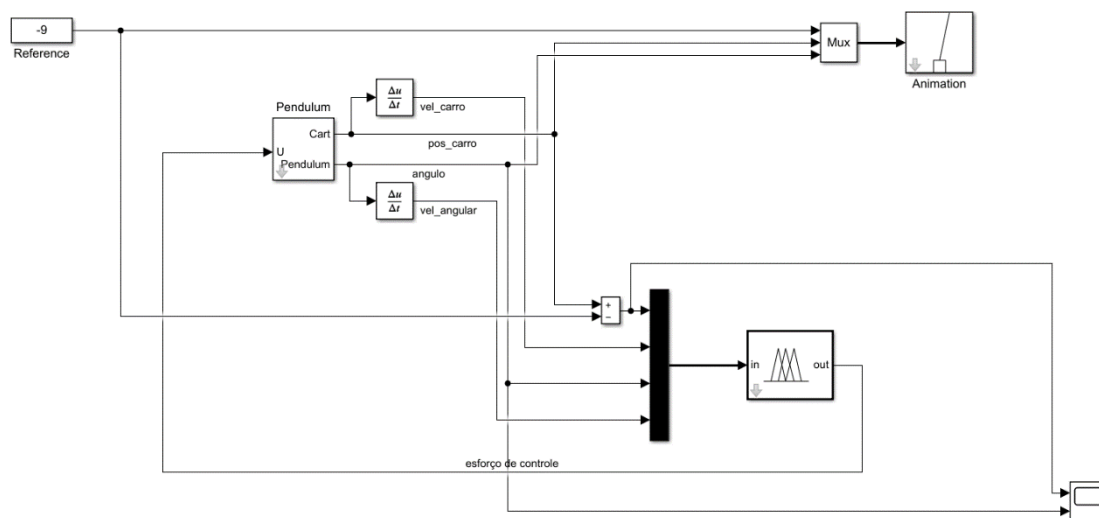 -9
Reference
Mux
Animation
Δu
Δt
vel_carro
Pendulum
Cart
U
Pendulum
pos_carro
angulo
Δu
Δt
vel_angular
+
−
in
out
esforço de controle